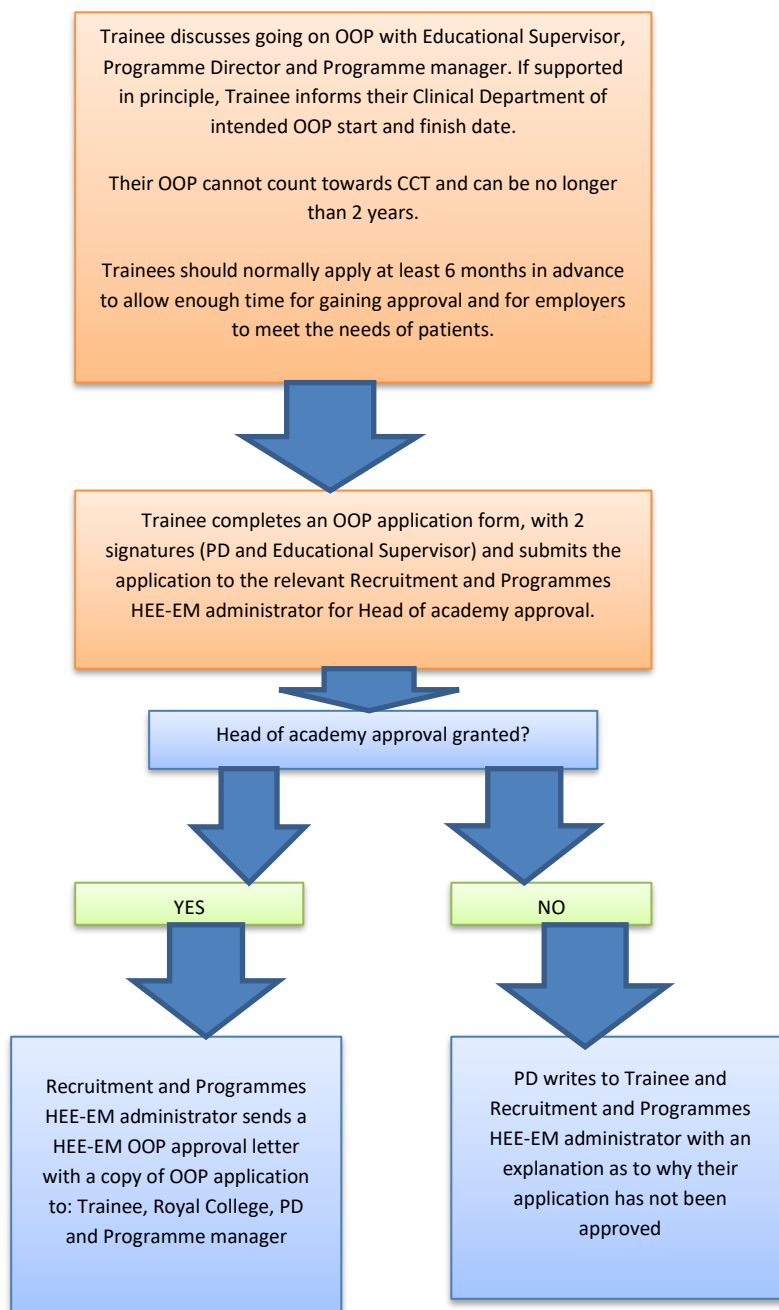 Trainee discusses going on OOP with Educational Supervisor,
Programme Director and Programme manager. If supported
in principle, Trainee informs their Clinical Department of
intended OOP start and finish date.
Their OOP cannot count towards CCT and can be no longer
than 2 years.
Trainees should normally apply at least 6 months in advance
to allow enough time for gaining approval and for employers
to meet the needs of patients.
Trainee completes an OOP application form, with 2
signatures (PD and Educational Supervisor) and submits the
application to the relevant Recruitment and Programmes
HEE-EM administrator for Head of academy approval.
Head of academy approval granted?
YES
NO
Recruitment and Programmes
HEE-EM administrator sends a
HEE-EM OOP approval letter
with a copy of OOP application
to: Trainee, Royal College, PD
and Programme manager
PD writes to Trainee and
Recruitment and Programmes
HEE-EM administrator with an
explanation as to why their
application has not been
approved